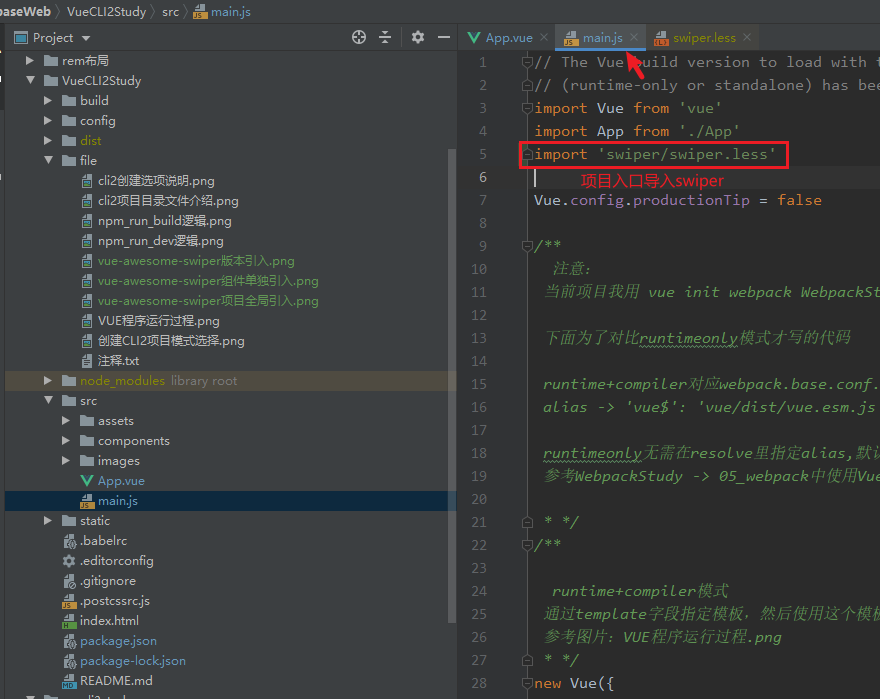 baseWeb VueCLI2Study src main.js
Project
App.vue main.js swiper.less
rem布局
VueCLI2Study
build
config
dist
file
cli2创建选项说明.png
cli2项目目录文件介绍.png
npm_run_build逻辑.png
npm_run_dev逻辑.png
vue-awesome-swiper版本引入.png
vue-awesome-swiper组件单独引入.png
vue-awesome-swiper项目全局引入.png
VUE程序运行过程.png
创建CLI2项目模式选择.png
注释.txt
node_modules library root
src
assets
components
images
App.vue
main.js
static
.babelrc
.editorconfig
.gitignore
.postcssrc.js
index.html
package.json
package-lock.json
README.md
1 // The Vue build version to load with t
2 // (runtime-only or standalone) has bee
3 import Vue from 'vue'
4 import App from './App'
5 import 'swiper/swiper.less'
6 项目入口导入swiper
7 Vue.config.productionTip = false
8
9 /**
10 注意:
11 当前项目我用 vue init webpack WebpackSt
12
13 下面为了对比runtimeonly模式才写的代码
14
15 runtime+compiler对应webpack.base.conf.
16 alias -> 'vue$': 'vue/dist/vue.esm.js
17
18 runtimeonly无需在resolve里指定alias,默认
19 参考WebpackStudy -> 05_webpack中使用Vue
20
21 * */
22 /**
23
24 runtime+compiler模式
25 通过template字段指定模板，然后使用这个模板
26 参考图片：VUE程序运行过程.png
27 * */
28 new Vue({